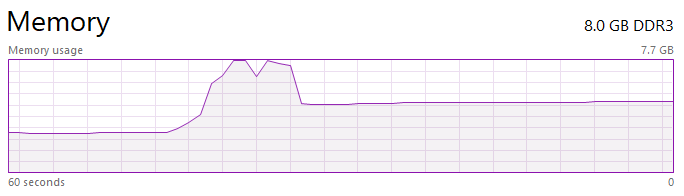 Memory
8.0 GB DDR3
Memory usage
7.7 GB
60 seconds
0